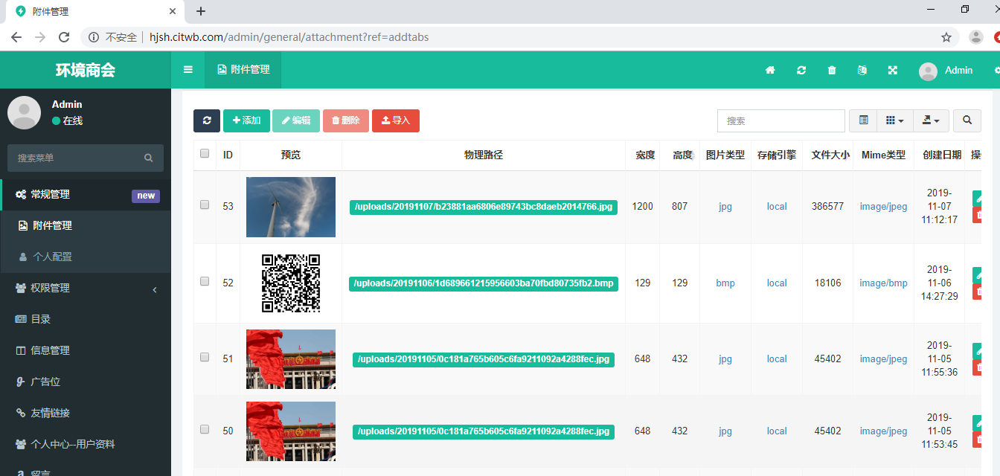 附件管理
不安全 hjsh.citwb.com/admin/general/attachment?ref=addtabs
环境商会
附件管理
Admin
Admin
在线
搜索菜单
常规管理 new
附件管理
个人配置
权限管理
目录
信息管理
广告位
友情链接
个人中心--用户资料
留言
添加 编辑 删除 导入
搜索
ID 预览 物理路径 宽度 高度 图片类型 存储引擎 文件大小 Mime类型 创建日期
53 /uploads/20191107/b23881aa6806e89743bc8daeb2014766.jpg 1200 807 jpg local 386577 image/jpeg 2019-11-07 11:12:17
52 /uploads/20191106/1d689661215956603ba70fbd80735fb2.bmp 129 129 bmp local 18106 image/bmp 2019-11-06 14:27:29
51 /uploads/20191105/0c181a765b605c6fa9211092a4288fec.jpg 648 432 jpg local 45402 image/jpeg 2019-11-05 11:55:36
50 /uploads/20191105/0c181a765b605c6fa9211092a4288fec.jpg 648 432 jpg local 45402 image/jpeg 2019-11-05 11:53:45